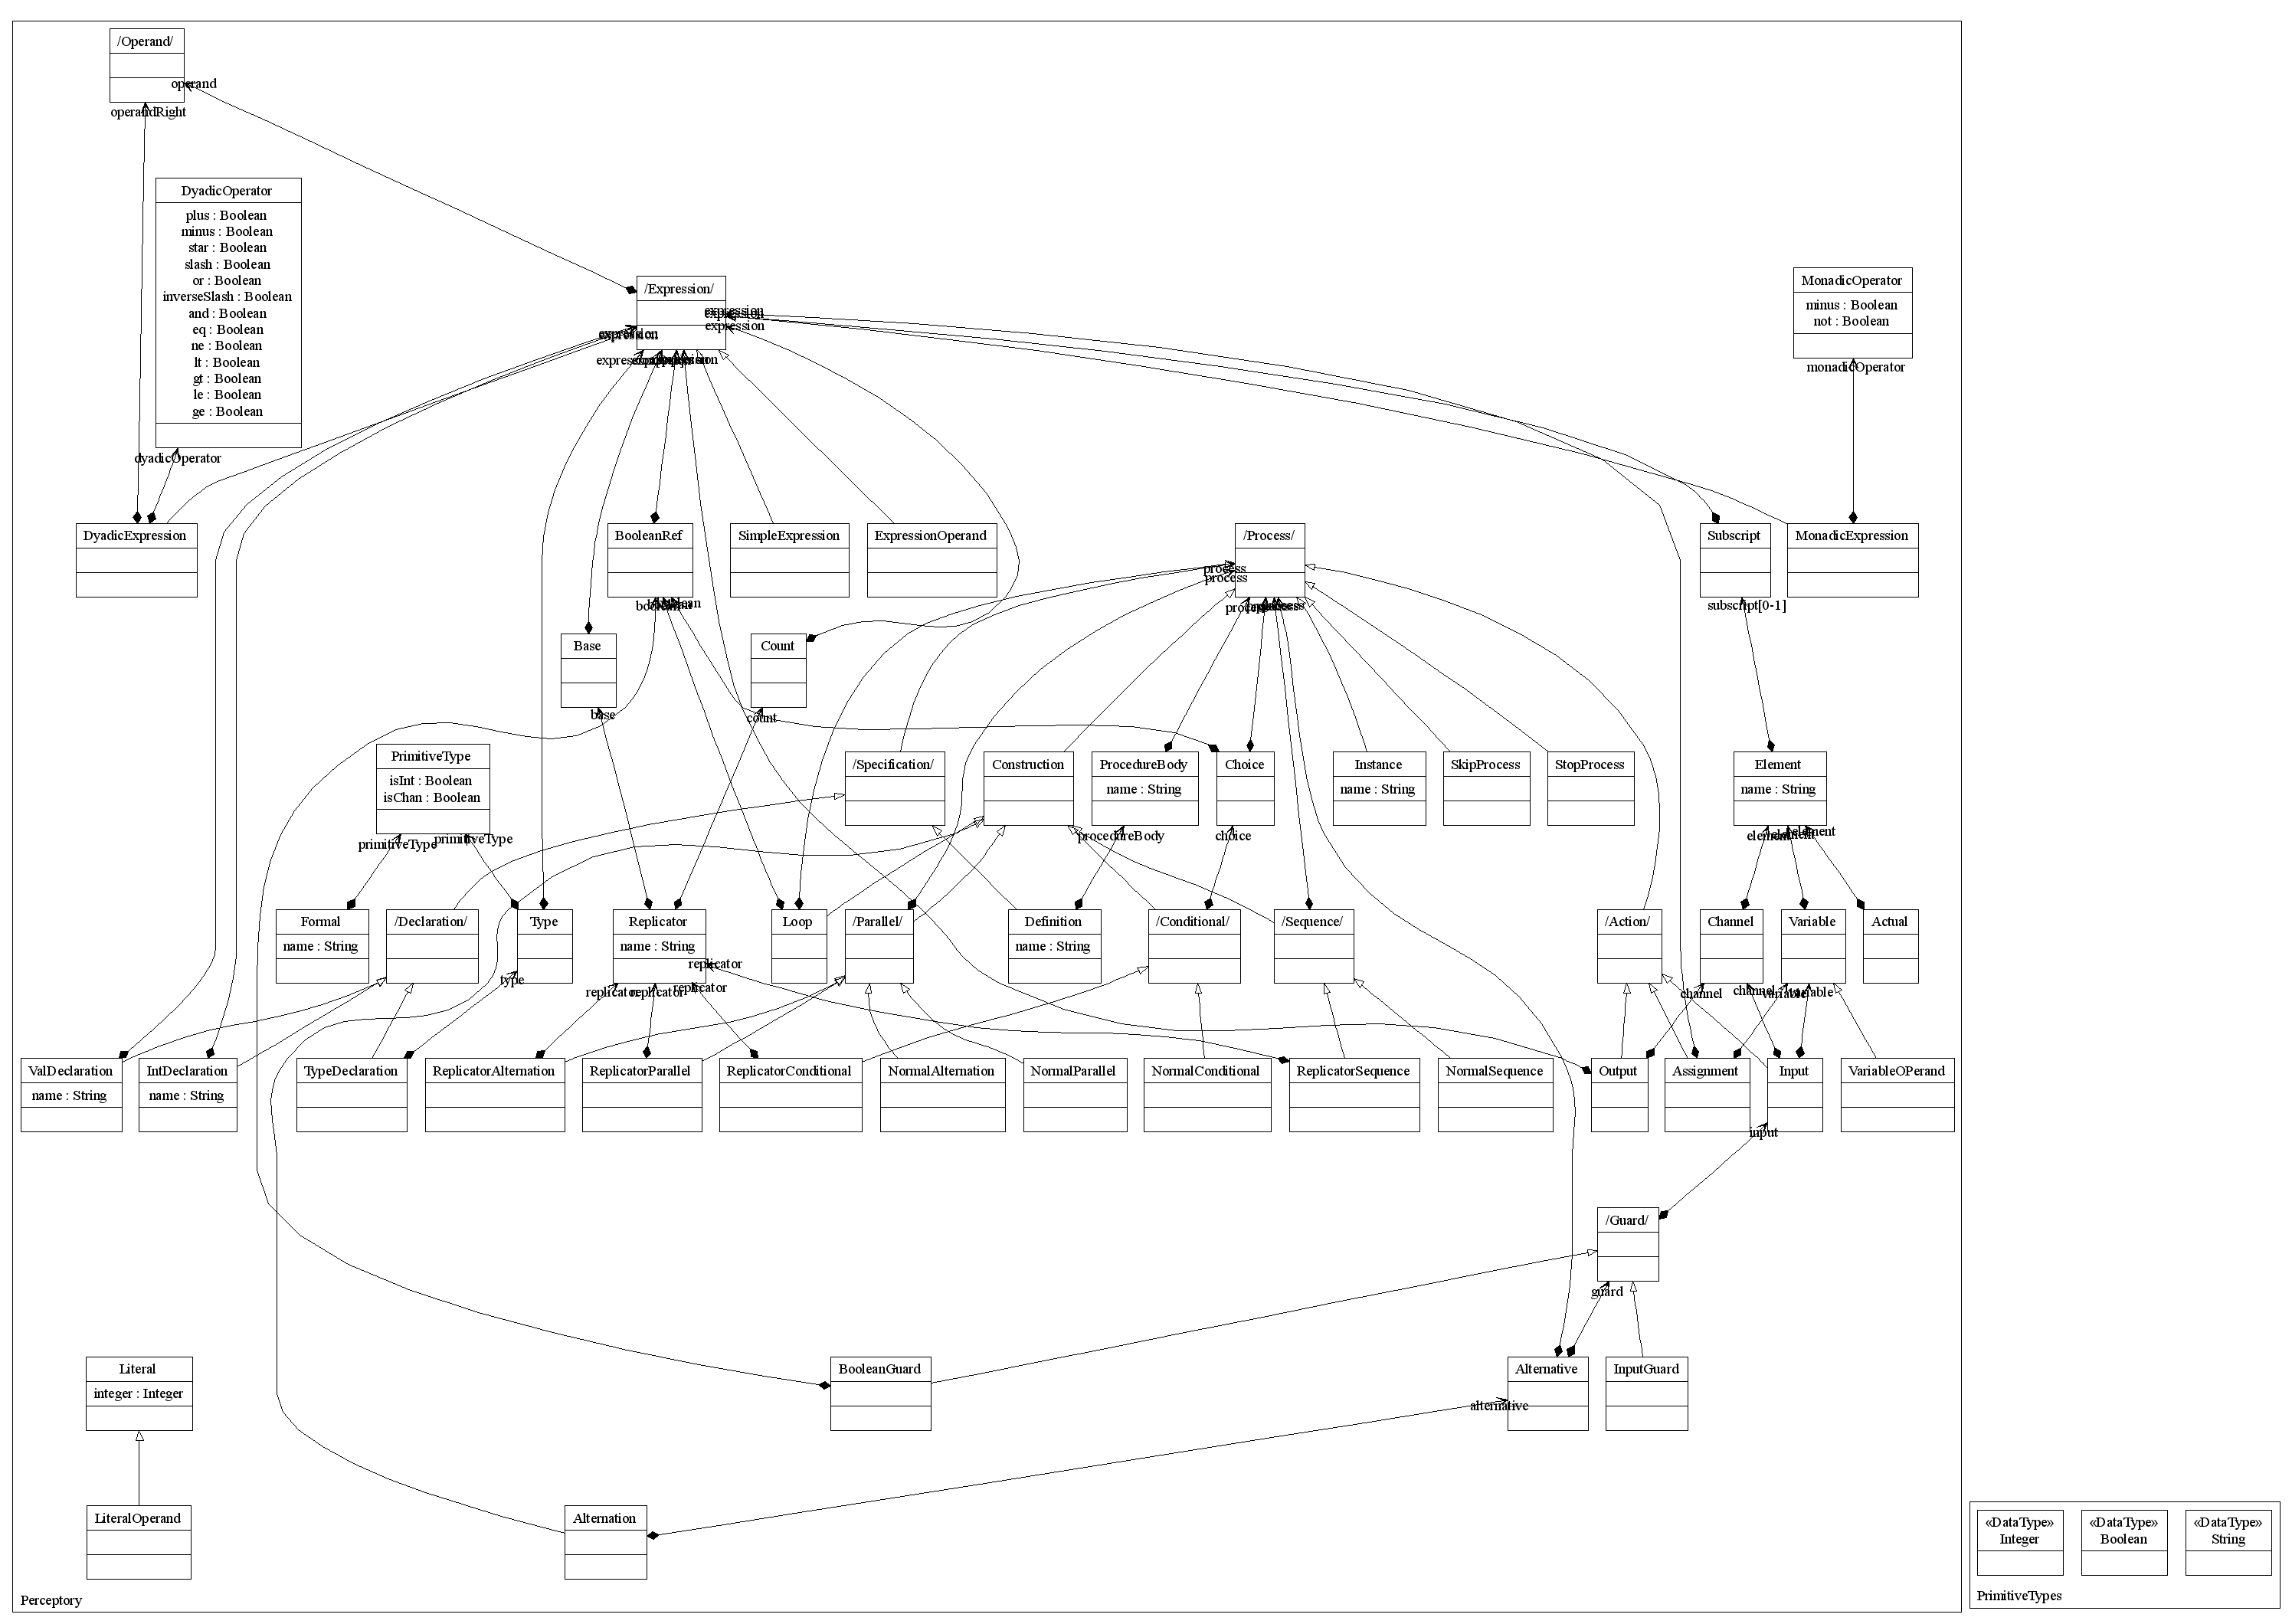 /Operand/
operand
operandRight
DyadicOperator
plus : Boolean
minus : Boolean
star : Boolean
slash : Boolean
or : Boolean
inverseSlash : Boolean
and : Boolean
eq : Boolean
ne : Boolean
lt : Boolean
gt : Boolean
le : Boolean
ge : Boolean
dyadicOperator
/Expression/
expression
expression
expression
expression
MonadicOperator
minus : Boolean
not : Boolean
monadicOperator
DyadicExpression
BooleanRef
SimpleExpression
ExpressionOperand
/Process/
process
process
Subscript
MonadicExpression
boolean
subscript[0-1]
Base
Count
base
count
PrimitiveType
isInt : Boolean
isChan : Boolean
primitiveType
primitiveType
/Specification/
Construction
ProcedureBody
name : String
Choice
Instance
name : String
SkipProcess
StopProcess
Element
name : String
procedureBody
choice
element
element
element
Formal
name : String
/Declaration/
Type
Replicator
name : String
Loop
/Parallel/
Definition
name : String
/Conditional/
/Sequence/
/Action/
Channel
Variable
Actual
type
replicator
replicator
replicator
replicator
channel
channel
variable
variable
ValDeclaration
name : String
IntDeclaration
name : String
TypeDeclaration
ReplicatorAlternation
ReplicatorParallel
ReplicatorConditional
NormalAlternation
NormalParallel
NormalConditional
ReplicatorSequence
NormalSequence
Output
Assignment
Input
VariableOPerand
input
/Guard/
guard
Literal
integer : Integer
BooleanGuard
Alternative
InputGuard
alternative
LiteralOperand
Alternation
Perceptory
«DataType»
Integer
«DataType»
Boolean
«DataType»
String
PrimitiveTypes